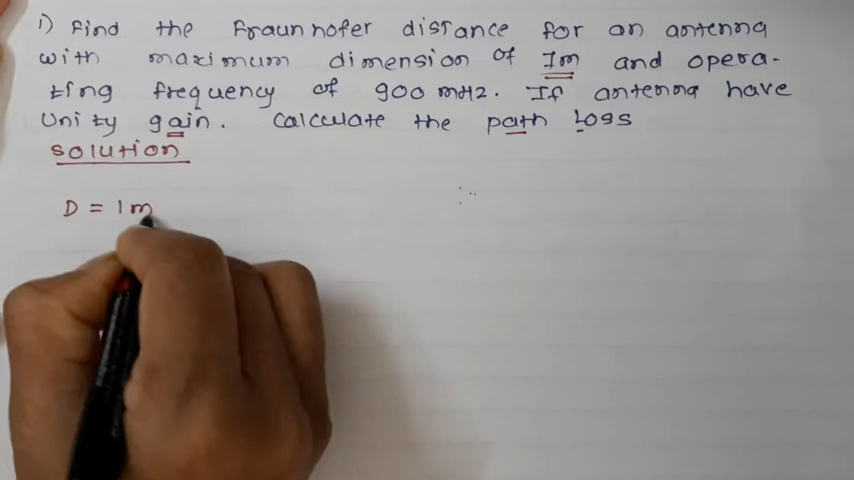 i) Find the Fraunhofer distance for an antenna
with maximum dimension of 1m and opera-
ting frequency of 900 mHz. If antenna have
Unity gain. Calculate the path Loss
SOLUTION
D = 1m